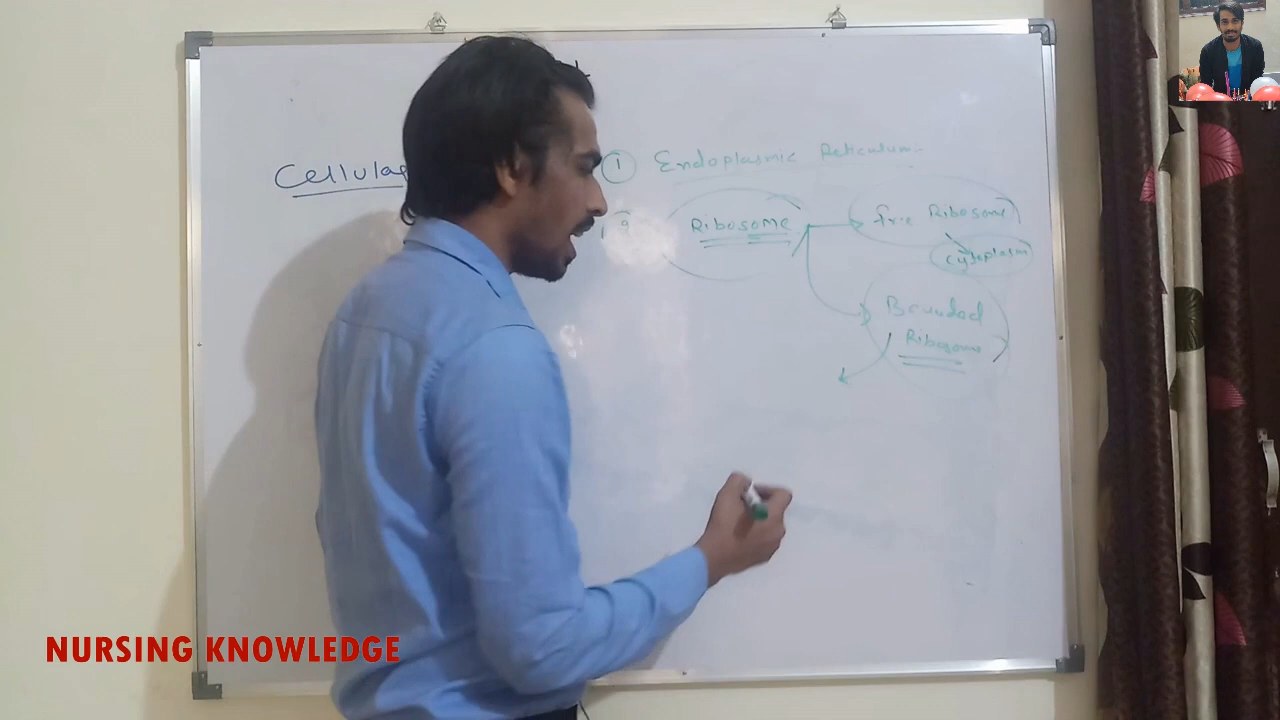 Cellula
① Endoplasmic Reticulum:-
Ribosome
free Ribosome
cytoplasm
Bounded
Ribosome
NURSING KNOWLEDGE